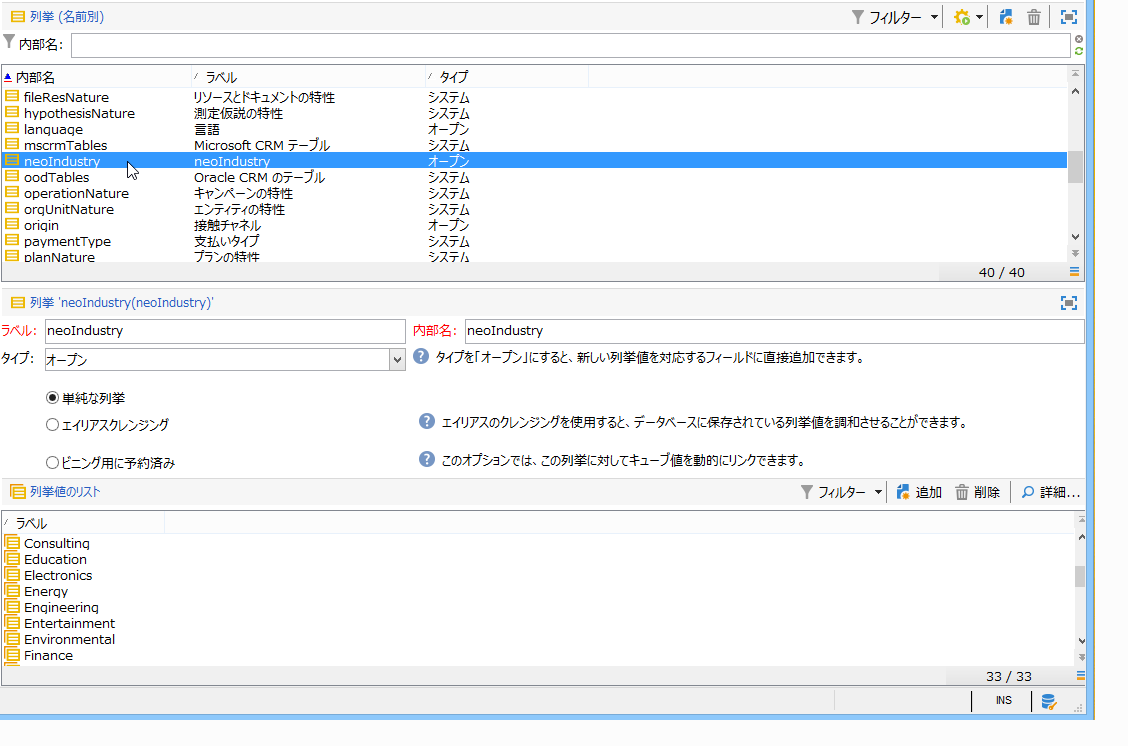 列挙 (名前別)
フィルター
内部名:
内部名 ラベル タイプ
fileResNature リソースとドキュメントの特性 システム
hypothesisNature 測定仮説の特性 システム
language 言語 オープン
mscrmTables Microsoft CRM テーブル システム
neoIndustry neoIndustry オープン
oodTables Oracle CRM のテーブル システム
operationNature キャンペーンの特性 システム
orgUnitNature エンティティの特性 システム
origin 接触チャネル オープン
paymentType 支払いタイプ システム
planNature プランの特性 システム
40 / 40
列挙 'neoIndustry(neoIndustry)'
ラベル: neoIndustry 内部名: neoIndustry
タイプ: オープン タイプを「オープン」にすると、新しい列挙値を対応するフィールドに直接追加できます。
単純な列挙
エイリアスクレンジング エイリアスのクレンジングを使用すると、データベースに保存されている列挙値を調和させることができます。
ビニング用に予約済み このオプションでは、この列挙に対してキューブ値を動的にリンクできます。
列挙値のリスト フィルター 追加 削除 詳細...
ラベル
Consulting
Education
Electronics
Energy
Engineering
Entertainment
Environmental
Finance
33 / 33
INS